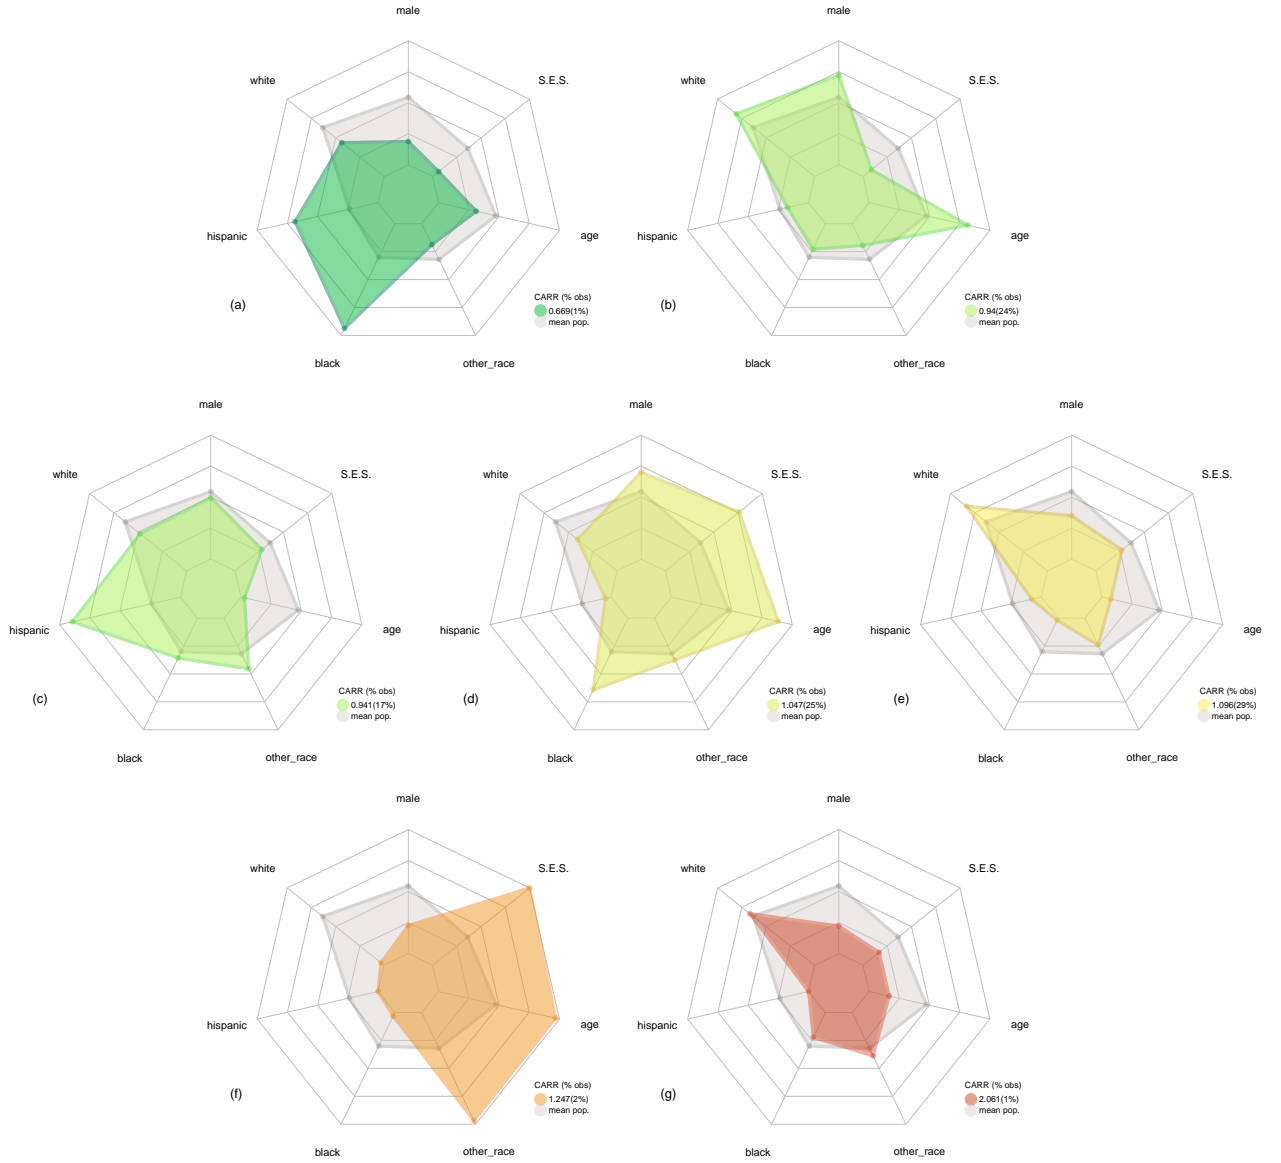 male
white
S.E.S.
hispanic
age
black
other_race
(a)
CARR (% obs)
0.669(1%)
mean pop.
male
white
S.E.S.
hispanic
age
black
other_race
(b)
CARR (% obs)
0.94(24%)
mean pop.
male
white
S.E.S.
hispanic
age
black
other_race
(c)
CARR (% obs)
0.941(17%)
mean pop.
male
white
S.E.S.
hispanic
age
black
other_race
(d)
CARR (% obs)
1.047(25%)
mean pop.
male
white
S.E.S.
hispanic
age
black
other_race
(e)
CARR (% obs)
1.096(29%)
mean pop.
male
white
S.E.S.
hispanic
age
black
other_race
(f)
CARR (% obs)
1.247(2%)
mean pop.
male
white
S.E.S.
hispanic
age
black
other_race
(g)
CARR (% obs)
2.061(1%)
mean pop.